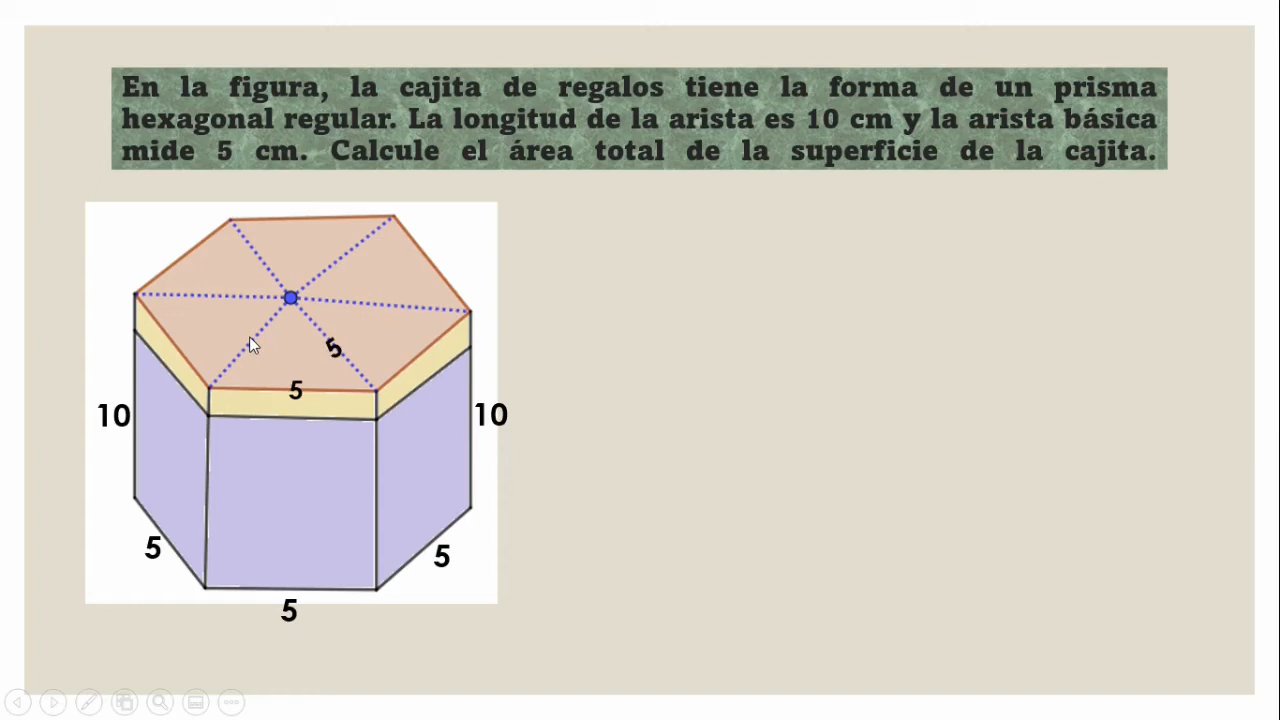 En la figura, la cajita de regalos tiene la forma de un prisma
hexagonal regular. La longitud de la arista es 10 cm y la arista básica
mide 5 cm. Calcule el área total de la superficie de la cajita.
5
5
10
10
5
5
5